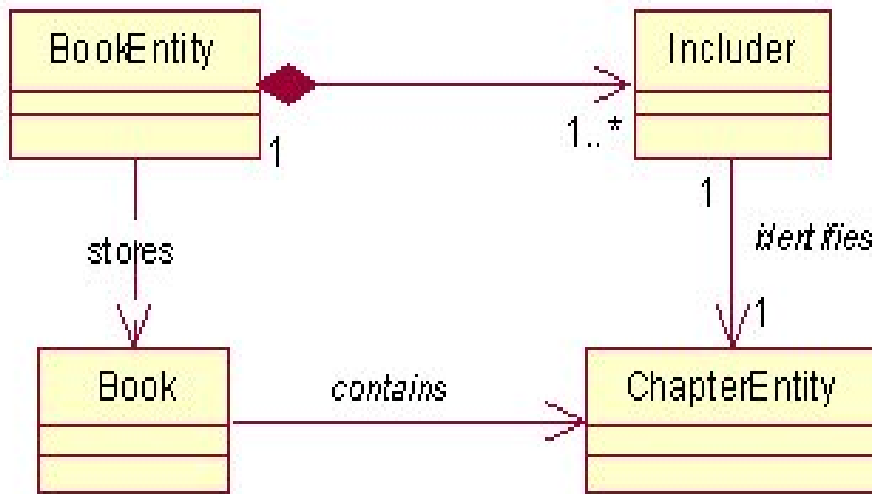 BookEntity
Includer
1
1..*
1
identifies
stores
1
Book
contains
ChapterEntity